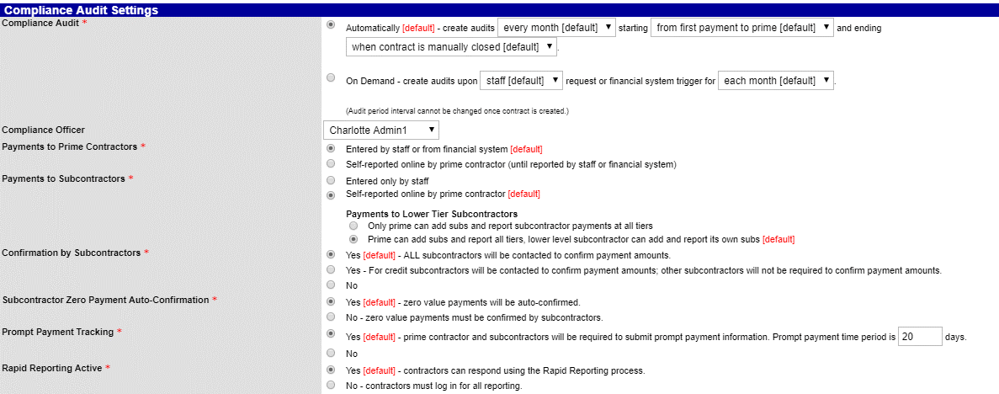 Compliance Audit Settings
Compliance Audit *
Automatically [default] - create audits every month [default] starting from first payment to prime [default] and ending
when contract is manually closed [default] .
On Demand - create audits upon staff [default] request or financial system trigger for each month [default] .
(Audit period interval cannot be changed once contract is created.)
Compliance Officer Charlotte Admin1
Payments to Prime Contractors * Entered by staff or from financial system [default]
Self-reported online by prime contractor (until reported by staff or financial system)
Payments to Subcontractors * Entered only by staff
Self-reported online by prime contractor [default]
Payments to Lower Tier Subcontractors
Only prime can add subs and report subcontractor payments at all tiers
Prime can add subs and report all tiers, lower level subcontractor can add and report its own subs [default]
Confirmation by Subcontractors * Yes [default] - ALL subcontractors will be contacted to confirm payment amounts.
Yes - For credit subcontractors will be contacted to confirm payment amounts; other subcontractors will not be required to confirm payment amounts.
No
Subcontractor Zero Payment Auto-Confirmation * Yes [default] - zero value payments will be auto-confirmed.
No - zero value payments must be confirmed by subcontractors.
Prompt Payment Tracking * Yes [default] - prime contractor and subcontractors will be required to submit prompt payment information. Prompt payment time period is 20 days.
No
Rapid Reporting Active * Yes [default] - contractors can respond using the Rapid Reporting process.
No - contractors must log in for all reporting.